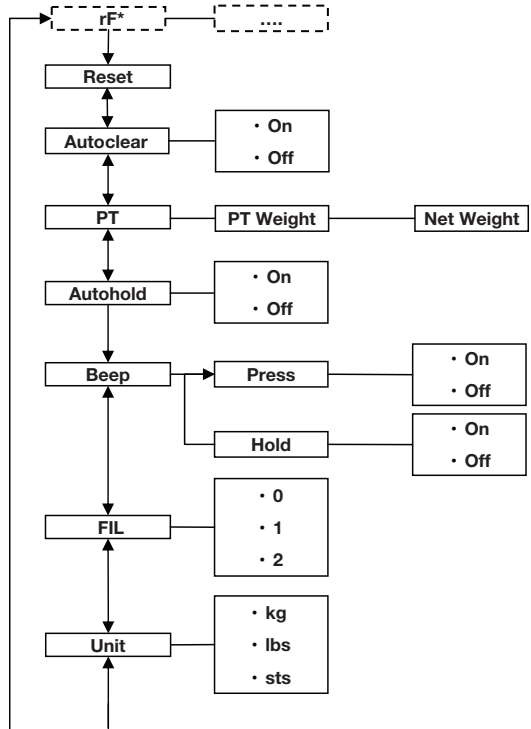 rF*
....
Reset
Autoclear
・On
・Off
PT
PT Weight
Net Weight
Autohold
・On
・Off
Beep
Press
・On
・Off
Hold
・On
・Off
FIL
・0
・1
・2
Unit
・kg
・lbs
・sts